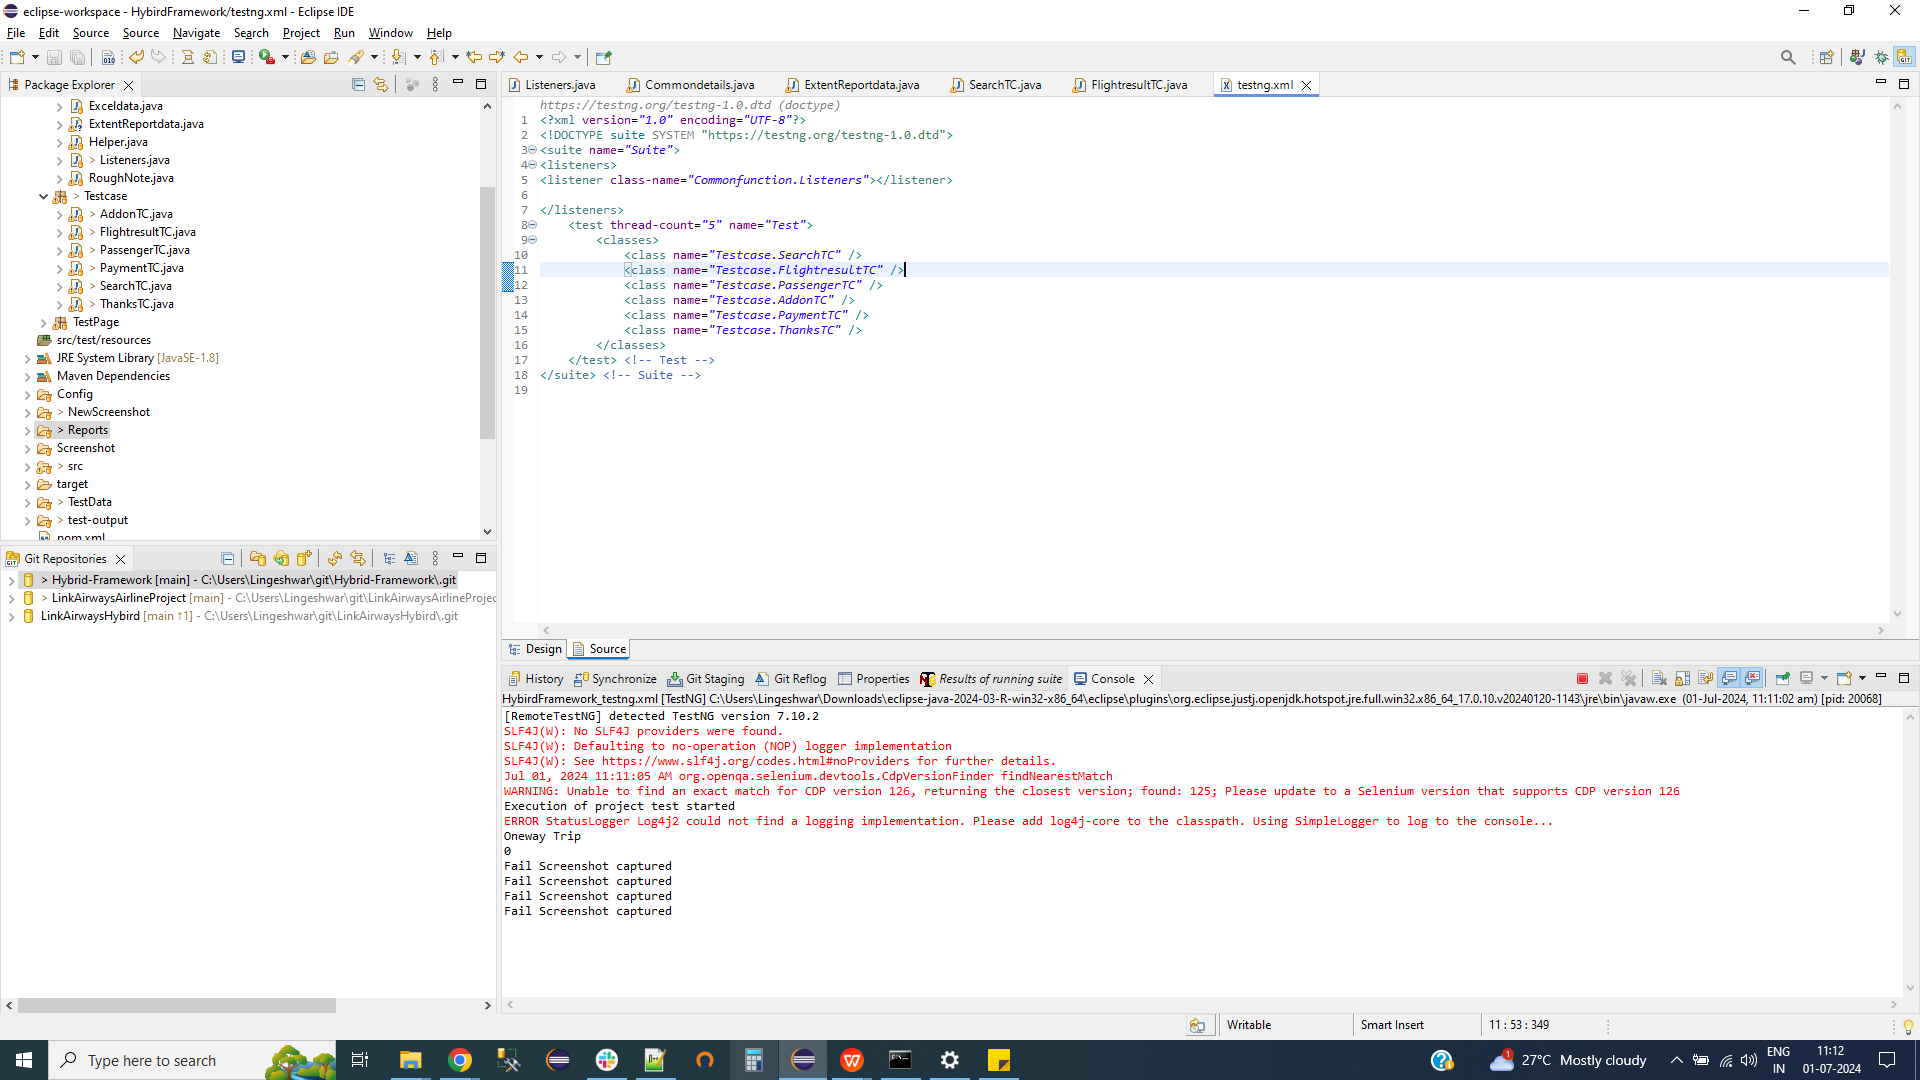 eclipse-workspace - HybirdFramework/testng.xml - Eclipse IDE
File Edit Source Source Navigate Search Project Run Window Help
Package Explorer
Exceldata.java
ExtentReportdata.java
Helper.java
> Listeners.java
RoughNote.java
> Testcase
> AddonTC.java
> FlightresultTC.java
> PassengerTC.java
> PaymentTC.java
> SearchTC.java
> ThanksTC.java
TestPage
src/test/resources
JRE System Library [JavaSE-1.8]
Maven Dependencies
Config
> NewScreenshot
> Reports
Screenshot
> src
target
> TestData
> test-output
pom.xml
Git Repositories
> Hybrid-Framework [main] - C:\Users\Lingeshwar\git\Hybrid-Framework\.git
> LinkAirwaysAirlineProject [main] - C:\Users\Lingeshwar\git\LinkAirwaysAirlineProjec
LinkAirwaysHybird [main ↑1] - C:\Users\Lingeshwar\git\LinkAirwaysHybird\.git
Listeners.java Commondetails.java ExtentReportdata.java SearchTC.java FlightresultTC.java testng.xml
https://testng.org/testng-1.0.dtd (doctype)
1 <?xml version="1.0" encoding="UTF-8"?>
2 <!DOCTYPE suite SYSTEM "https://testng.org/testng-1.0.dtd">
3 <suite name="Suite">
4 <listeners>
5 <listener class-name="Commonfunction.Listeners"></listener>
6
7 </listeners>
8 <test thread-count="5" name="Test">
9 <classes>
10 <class name="Testcase.SearchTC" />
11 <class name="Testcase.FlightresultTC" />
12 <class name="Testcase.PassengerTC" />
13 <class name="Testcase.AddonTC" />
14 <class name="Testcase.PaymentTC" />
15 <class name="Testcase.ThanksTC" />
16 </classes>
17 </test> <!-- Test -->
18 </suite> <!-- Suite -->
19
Design Source
History Synchronize Git Staging Git Reflog Properties Results of running suite Console
HybirdFramework_testng.xml [TestNG] C:\Users\Lingeshwar\Downloads\eclipse-java-2024-03-R-win32-x86_64\eclipse\plugins\org.eclipse.justj.openjdk.hotspot.jre.full.win32.x86_64_17.0.10.v20240120-1143\jre\bin\javaw.exe (01-Jul-2024, 11:11:02 am) [pid: 20068]
[RemoteTestNG] detected TestNG version 7.10.2
SLF4J(W): No SLF4J providers were found.
SLF4J(W): Defaulting to no-operation (NOP) logger implementation
SLF4J(W): See https://www.slf4j.org/codes.html#noProviders for further details.
Jul 01, 2024 11:11:05 AM org.openqa.selenium.devtools.CdpVersionFinder findNearestMatch
WARNING: Unable to find an exact match for CDP version 126, returning the closest version; found: 125; Please update to a Selenium version that supports CDP version 126
Execution of project test started
ERROR StatusLogger Log4j2 could not find a logging implementation. Please add log4j-core to the classpath. Using SimpleLogger to log to the console...
Oneway Trip
0
Fail Screenshot captured
Fail Screenshot captured
Fail Screenshot captured
Fail Screenshot captured
Writable Smart Insert 11 : 53 : 349
Type here to search
27°C Mostly cloudy
ENG
IN
11:12
01-07-2024